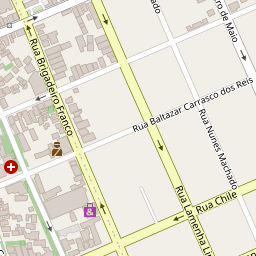 hado
ro de Maio
Rua Brigadeiro Franco
Rua Baltazar Carrasco dos Reis
Rua Nunes Machado
Rua Chile
Rua Lamenha Lin